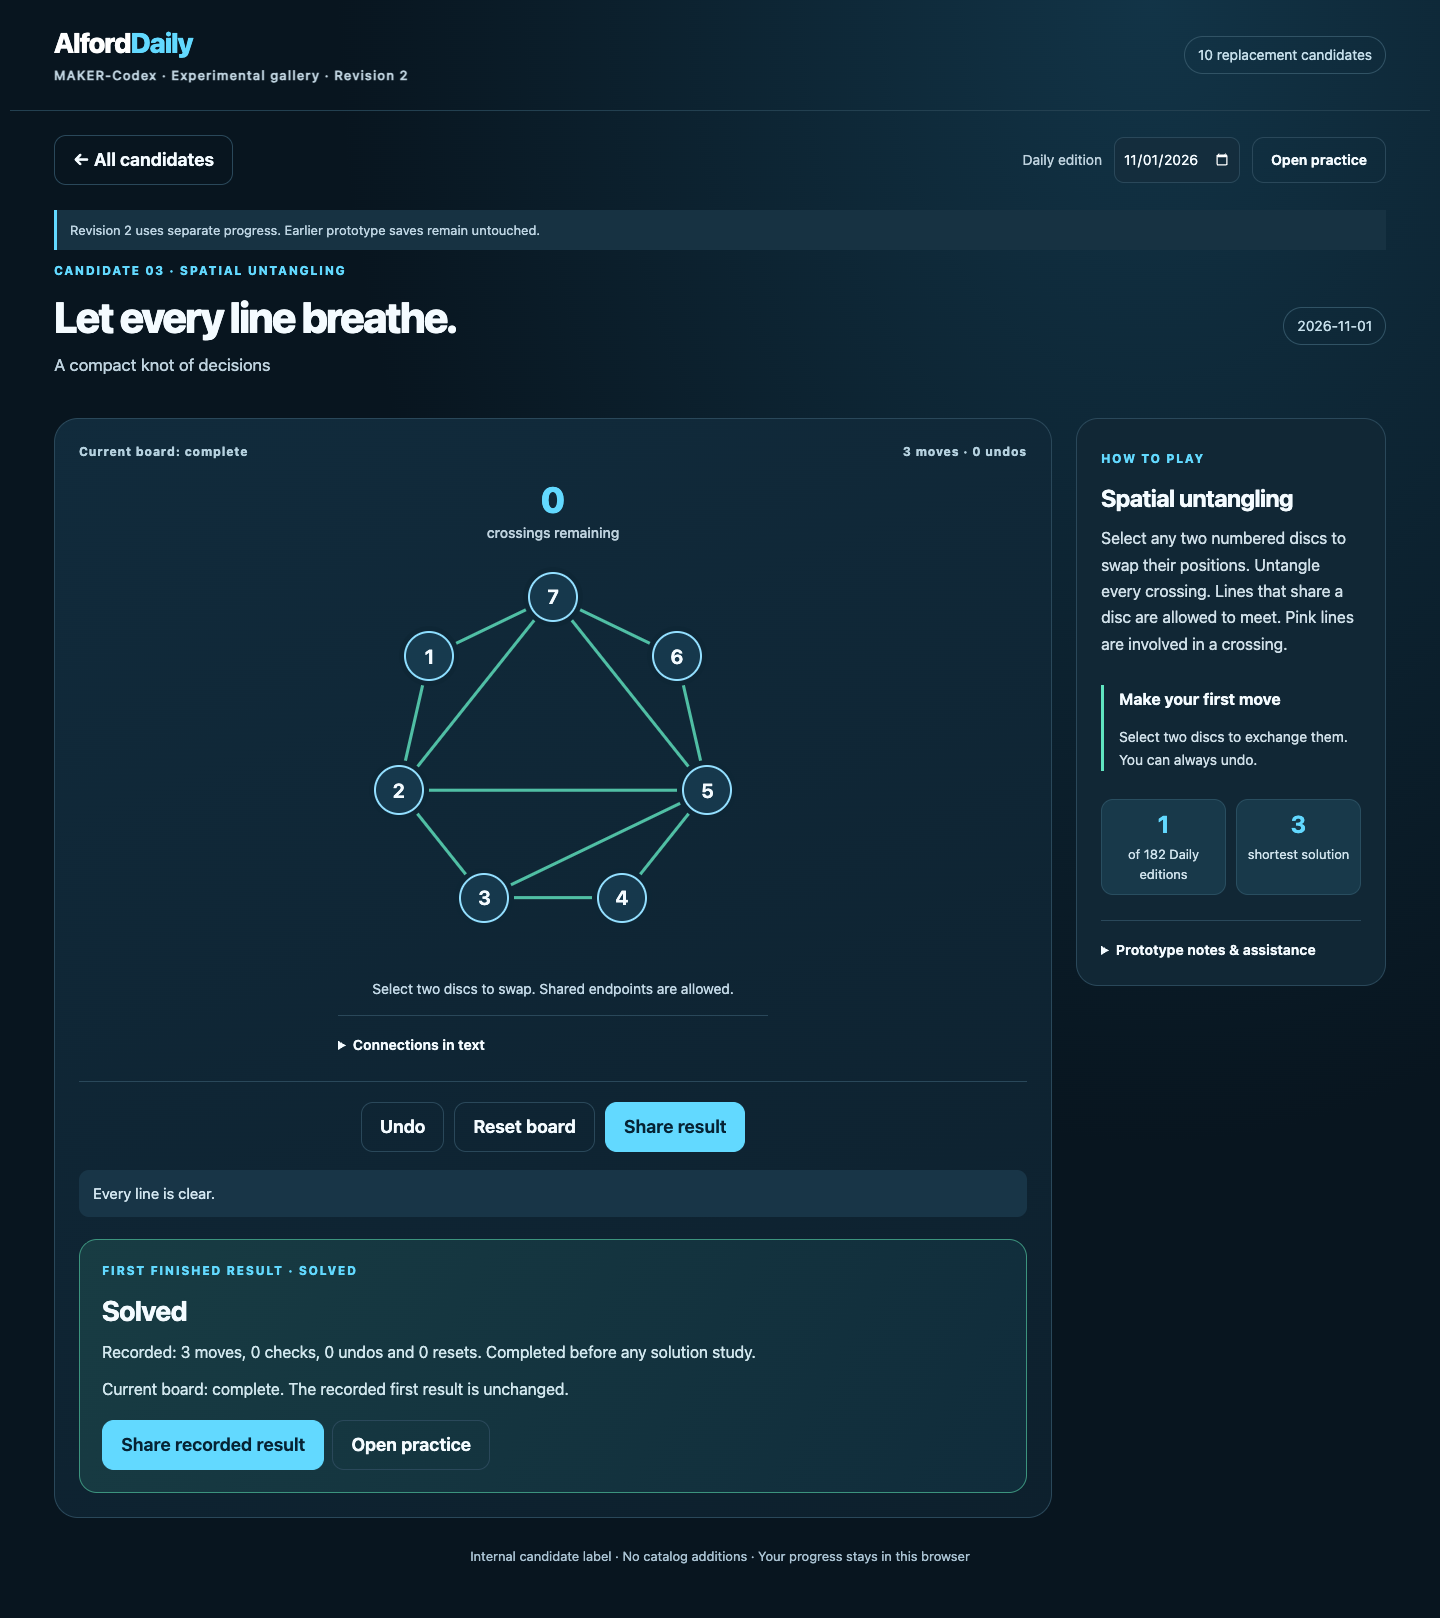 AlfordDaily
MAKER-Codex · Experimental gallery · Revision 2
10 replacement candidates
← All candidates
Daily edition
11/01/2026
Open practice
Revision 2 uses separate progress. Earlier prototype saves remain untouched.
CANDIDATE 03 · SPATIAL UNTANGLING
Let every line breathe.
2026-11-01
A compact knot of decisions
Current board: complete
3 moves · 0 undos
0
crossings remaining
7
1
6
2
5
3
4
Select two discs to swap. Shared endpoints are allowed.
▶ Connections in text
Undo
Reset board
Share result
Every line is clear.
FIRST FINISHED RESULT · SOLVED
Solved
Recorded: 3 moves, 0 checks, 0 undos and 0 resets. Completed before any solution study.
Current board: complete. The recorded first result is unchanged.
Share recorded result
Open practice
HOW TO PLAY
Spatial untangling
Select any two numbered discs to
swap their positions. Untangle
every crossing. Lines that share a
disc are allowed to meet. Pink lines
are involved in a crossing.
Make your first move
Select two discs to exchange them.
You can always undo.
1
of 182 Daily
editions
3
shortest solution
▶ Prototype notes & assistance
Internal candidate label · No catalog additions · Your progress stays in this browser